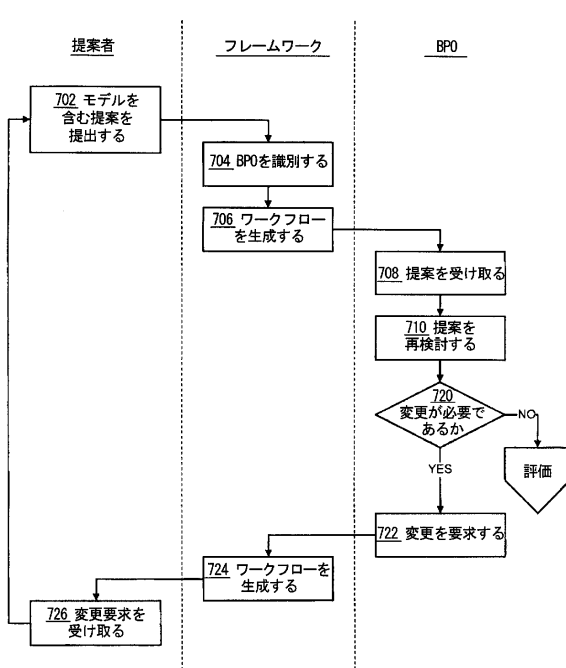 提案者
フレームワーク
BPO
702 モデルを
含む提案を
提出する
704 BPOを識別する
706 ワークフロー
を生成する
708 提案を受け取る
710 提案を
再検討する
720
変更が必要で
あるか
NO
評価
YES
722 変更を要求する
724 ワークフローを
生成する
726 変更要求を
受け取る